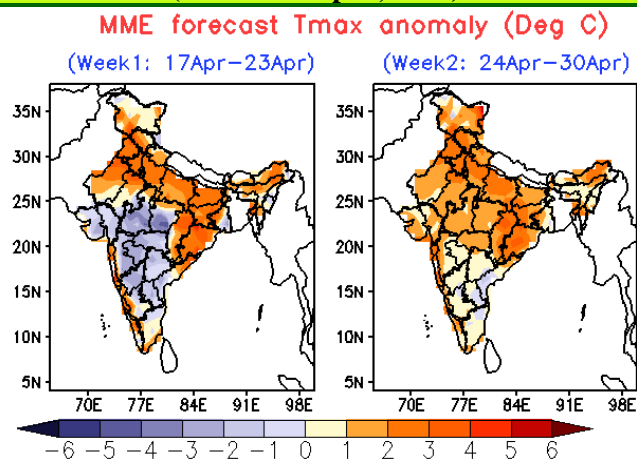 MME forecast Tmax anomaly (Deg C)
(Week1: 17Apr−23Apr)
(Week2: 24Apr−30Apr)
35N
30N
25N
20N
15N
10N
5N
70E 77E 84E 91E 98E
35N
30N
25N
20N
15N
10N
5N
70E 77E 84E 91E 98E
−6 −5 −4 −3 −2 −1 0 1 2 3 4 5 6